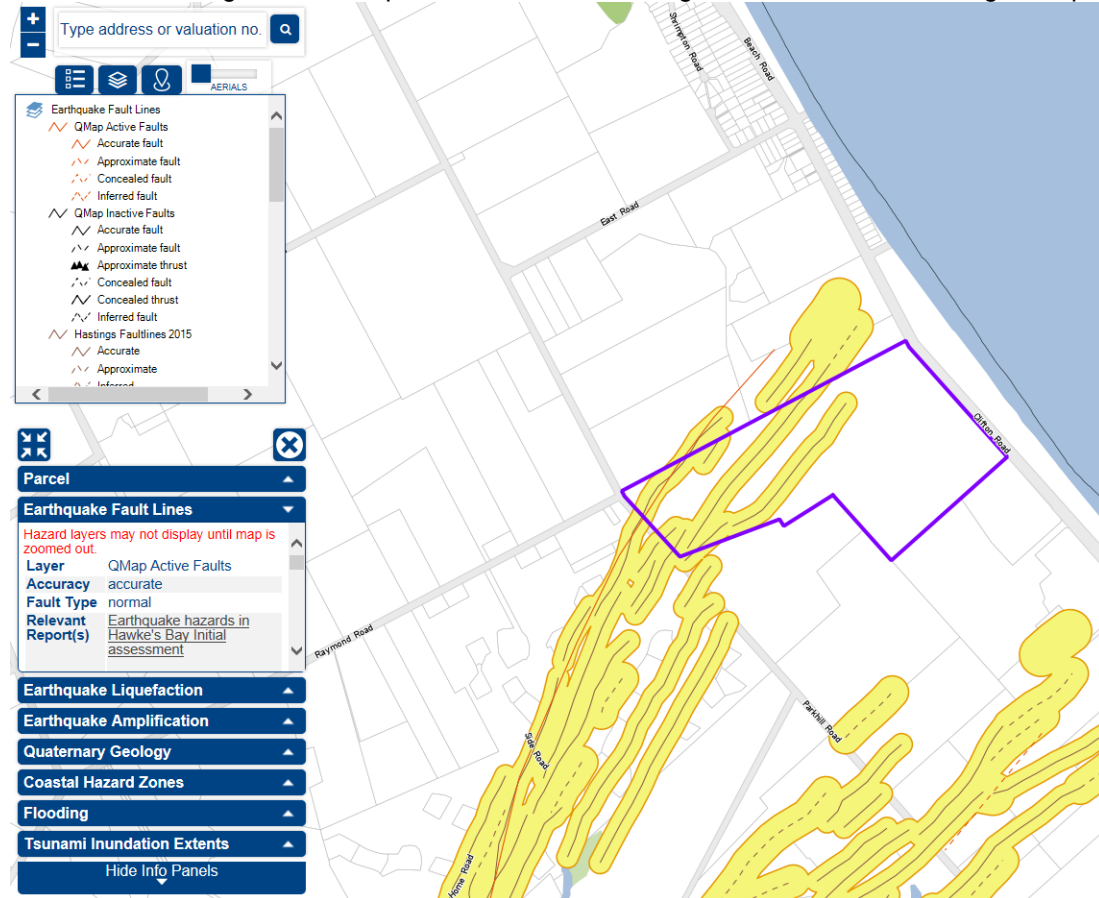 +
−
Type address or valuation no.
AERIALS
Earthquake Fault Lines
QMap Active Faults
Accurate fault
Approximate fault
Concealed fault
Inferred fault
QMap Inactive Faults
Accurate fault
Approximate fault
Approximate thrust
Concealed fault
Concealed thrust
Inferred fault
Hastings Faultlines 2015
Accurate
Approximate
Inferred
Parcel
Earthquake Fault Lines
Hazard layers may not display until map is
zoomed out.
Layer QMap Active Faults
Accuracy accurate
Fault Type normal
Relevant Earthquake hazards in
Report(s) Hawke's Bay Initial
assessment
Earthquake Liquefaction
Earthquake Amplification
Quaternary Geology
Coastal Hazard Zones
Flooding
Tsunami Inundation Extents
Hide Info Panels
Shrimpton Road
Beach Road
East Road
Clifton Road
Raymond Road
Parkhill Road
Side Road
Home Road